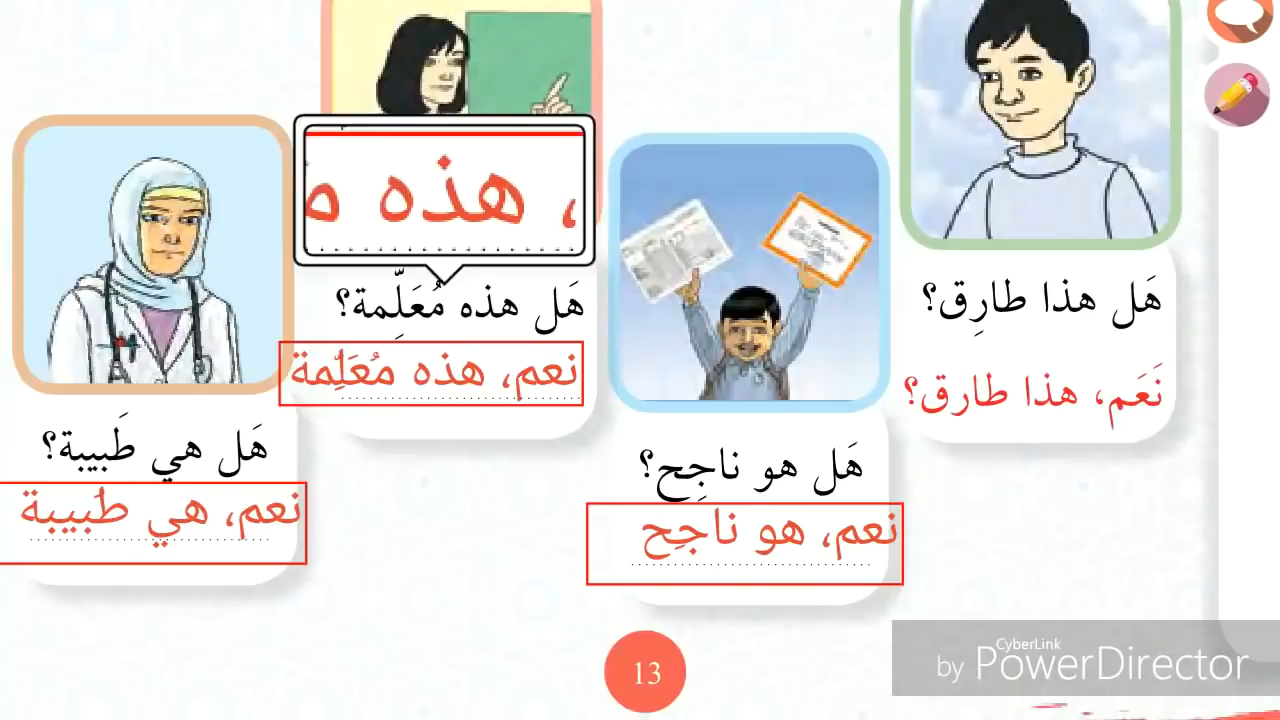 هَل هذا طارِق؟
نَعَم، هذا طارق؟
هَل هو ناجِح؟
نعم، هو ناجِح
، هذه م
هَل هذه مُعَلِّمة؟
نعم، هذه مُعَلِّمة
هَل هي طَبيبة؟
نعم، هي طَبيبة
13
CyberLink
by PowerDirector